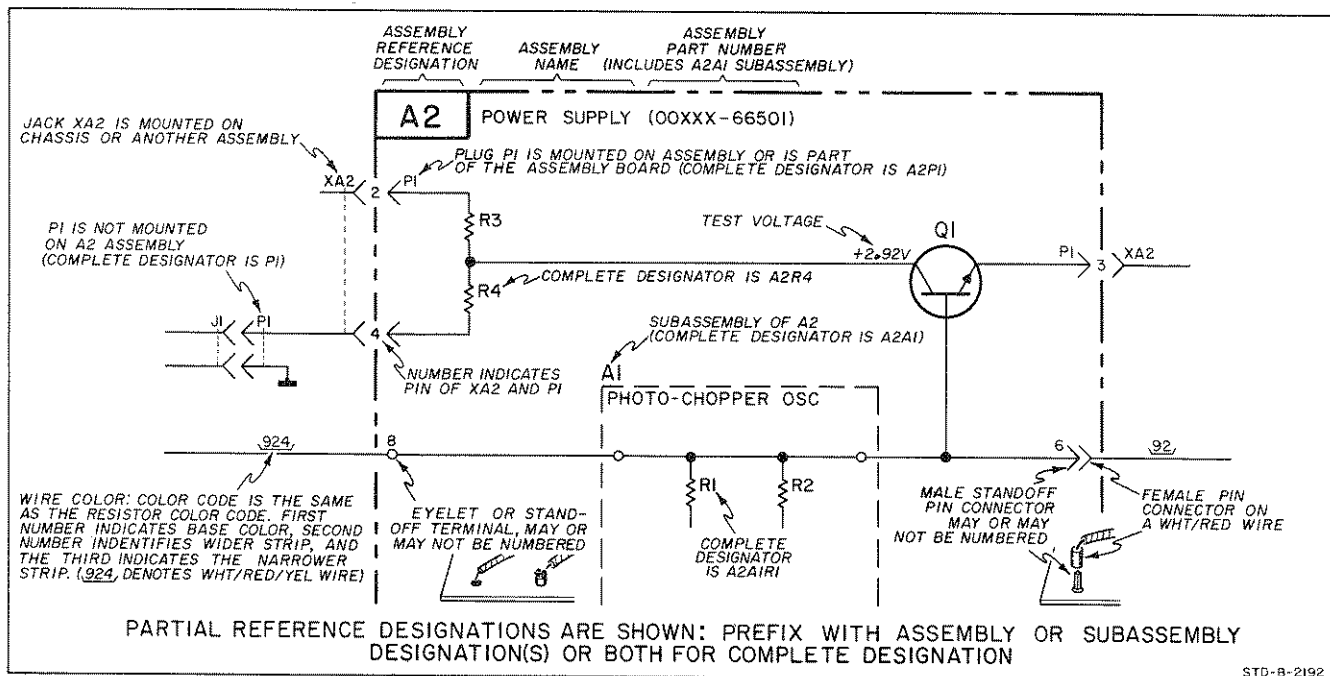 ASSEMBLY
REFERENCE
DESIGNATION
ASSEMBLY
NAME
ASSEMBLY
PART NUMBER
(INCLUDES A2A1 SUBASSEMBLY)
A2
POWER SUPPLY (00XXX-66501)
JACK XA2 IS MOUNTED ON
CHASSIS OR ANOTHER ASSEMBLY
XA2
2
P1
PLUG P1 IS MOUNTED ON ASSEMBLY OR IS PART
OF THE ASSEMBLY BOARD (COMPLETE DESIGNATOR IS A2P1)
R3
TEST VOLTAGE
+2.92V
Q1
P1
3
XA2
P1 IS NOT MOUNTED
ON A2 ASSEMBLY
(COMPLETE DESIGNATOR IS P1)
R4
COMPLETE DESIGNATOR IS A2R4
J1
P1
4
NUMBER INDICATES
PIN OF XA2 AND P1
SUBASSEMBLY OF A2
(COMPLETE DESIGNATOR IS A2A1)
A1
PHOTO-CHOPPER OSC
924
8
6
92
R1
R2
WIRE COLOR: COLOR CODE IS THE SAME
AS THE RESISTOR COLOR CODE. FIRST
NUMBER INDICATES BASE COLOR, SECOND
NUMBER INDENTIFIES WIDER STRIP, AND
THE THIRD INDICATES THE NARROWER
STRIP. (924, DENOTES WHT/RED/YEL WIRE)
EYELET OR STAND-
OFF TERMINAL, MAY OR
MAY NOT BE NUMBERED
COMPLETE
DESIGNATOR
IS A2A1R1
MALE STANDOFF
PIN CONNECTOR
MAY OR MAY
NOT BE NUMBERED
FEMALE PIN
CONNECTOR ON
A WHT/RED WIRE
PARTIAL REFERENCE DESIGNATIONS ARE SHOWN: PREFIX WITH ASSEMBLY OR SUBASSEMBLY
DESIGNATION(S) OR BOTH FOR COMPLETE DESIGNATION
STD-B-2192